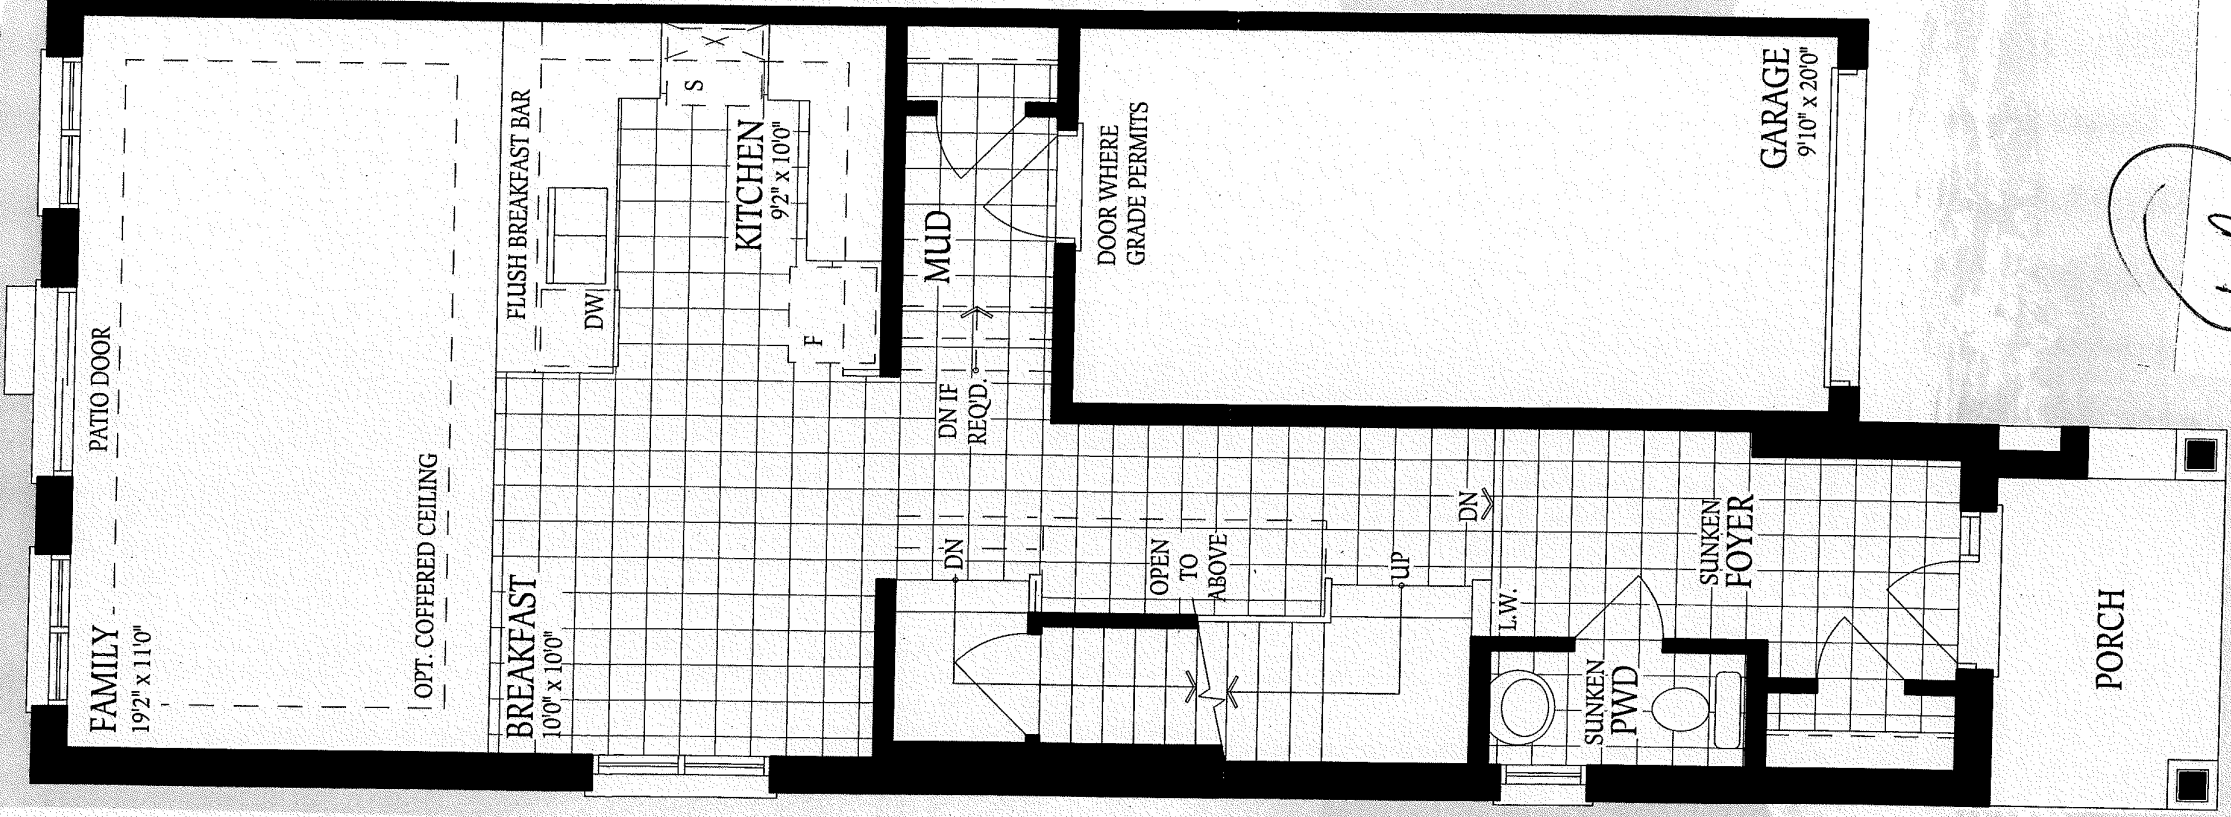 PATIO DOOR
FAMILY
19'2" x 11'0"
OPT. COFFERED CEILING
FLUSH BREAKFAST BAR
BREAKFAST
10'0" x 10'0"
DW
S
KITCHEN
9'2" x 10'0"
F
MUD
DN IF
REQ'D.
DN
DOOR WHERE
GRADE PERMITS
OPEN
TO
ABOVE
UP
DN
L.W.
SUNKEN
PWD
SUNKEN
FOYER
GARAGE
9'10" x 20'0"
PORCH